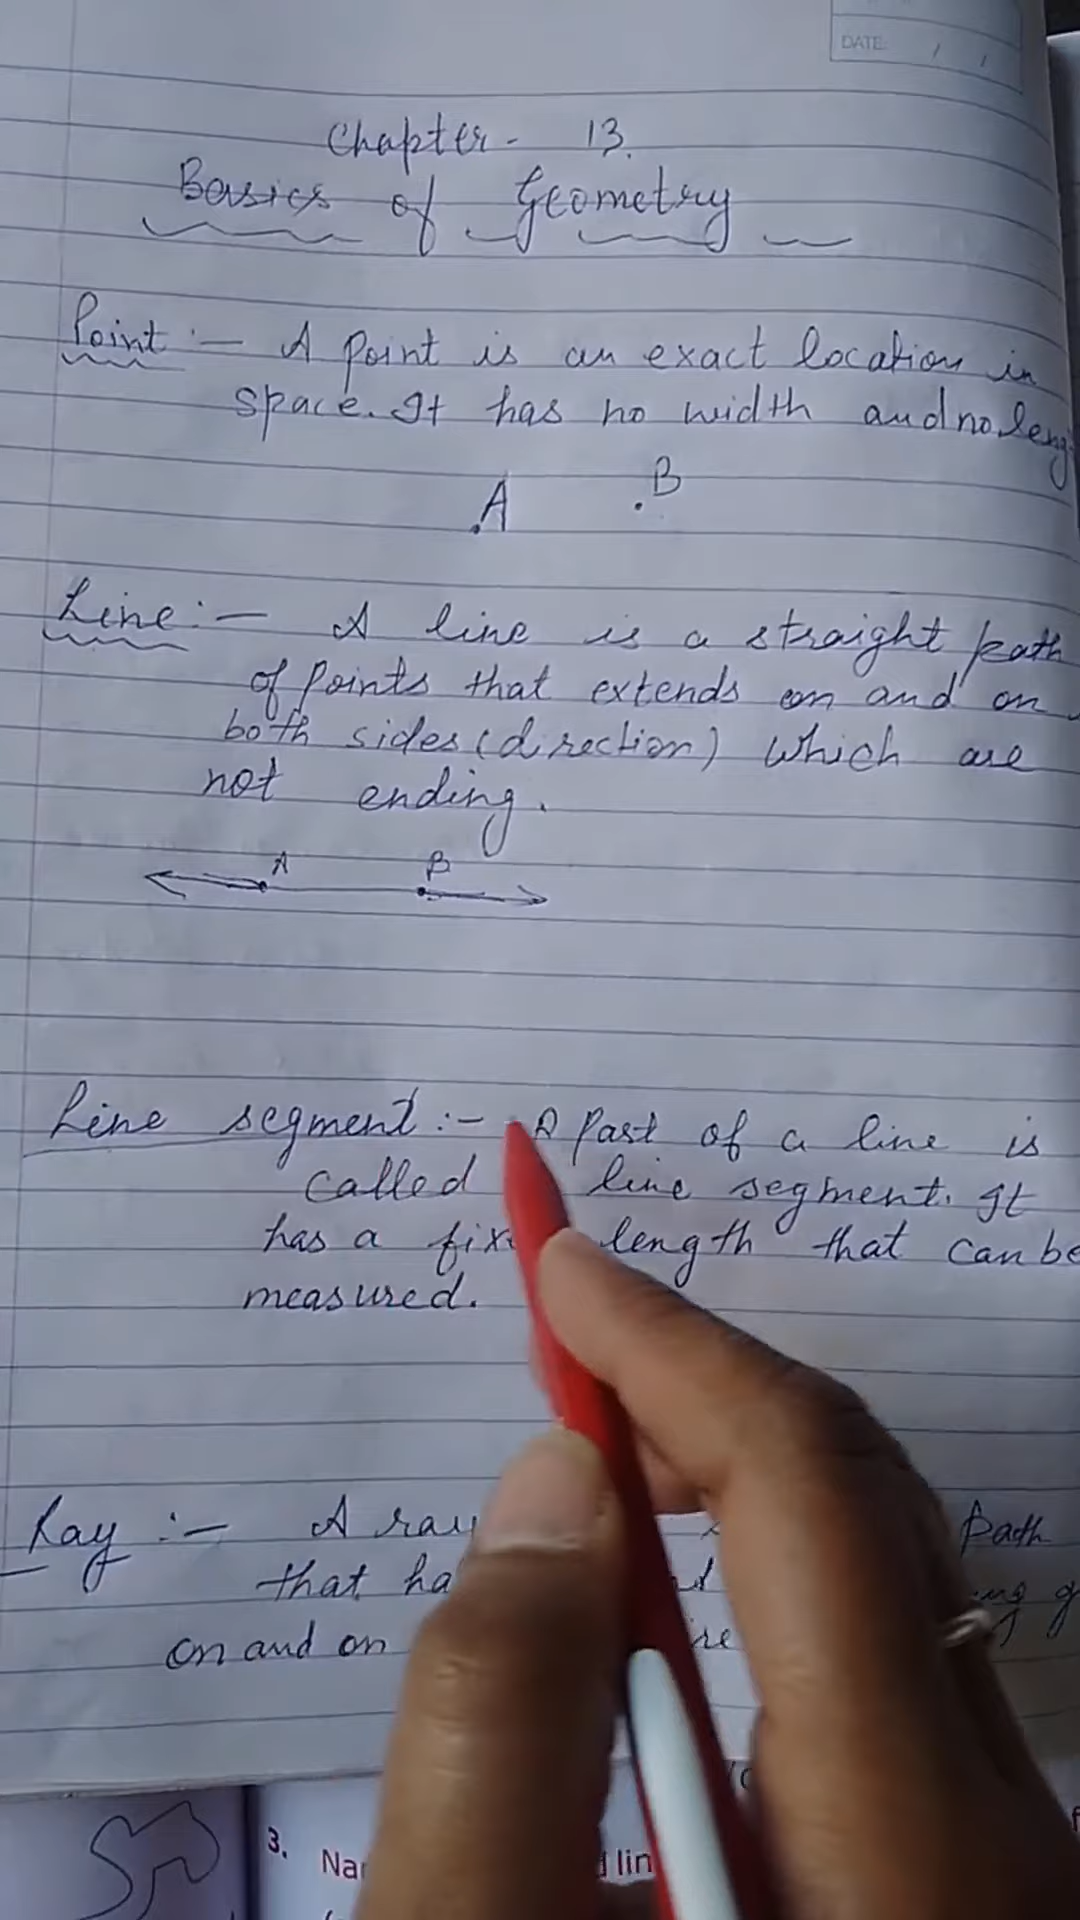 DATE: / /
Chapter - 13.
Basics of Geometry
Point :- A point is an exact location in
space. It has no width and no leng
A B
Line :- A line is a straight path
of points that extends on and on
both sides (direction) which are
not ending.
A B
Line segment :- A Part of a line is
called line segment. It
has a fix length that can be
measured.
Ray :- A ray path
that ha
on and on
3. Na lin